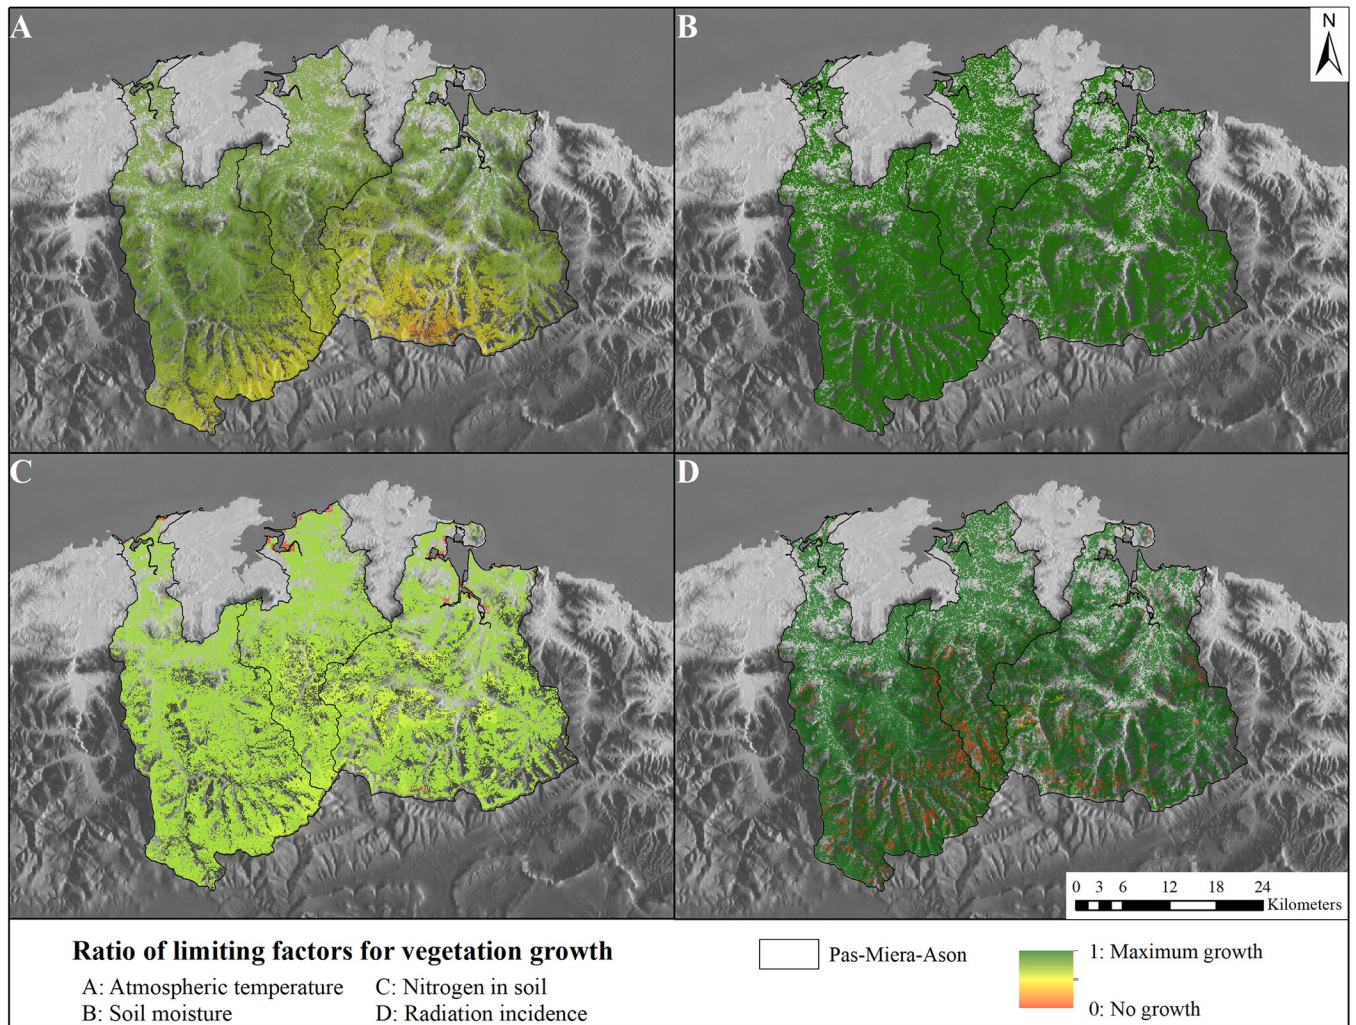 A
B
N
C
D
0 3 6 12 18 24
Kilometers
Ratio of limiting factors for vegetation growth
A: Atmospheric temperature
C: Nitrogen in soil
B: Soil moisture
D: Radiation incidence
Pas-Miera-Ason
1: Maximum growth
0: No growth